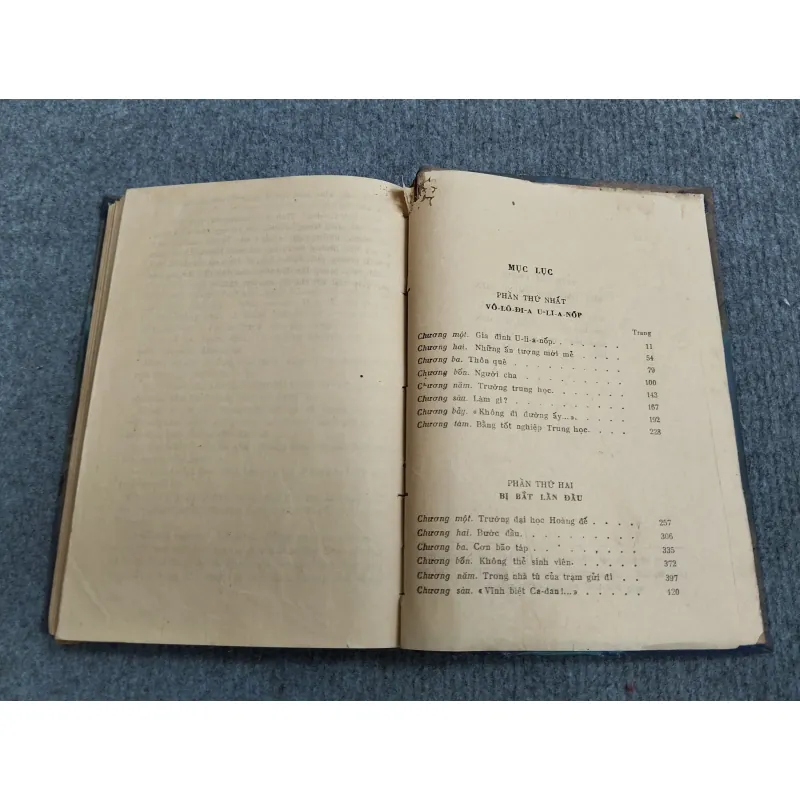 MỤC LỤC
PHẦN THỨ NHẤT
VÔ-LÔ-ĐI-A U-LI-A-NỐP
Trang
Chương một. Gia đình U-li-a-nốp. . . . . . . 11
Chương hai. Những ấn tượng mới mẻ . . . . . 54
Chương ba. Thôn quê . . . . . . . . . . 79
Chương bốn. Người cha . . . . . . . . . 100
Chương năm. Trường trung học. . . . . . . 143
Chương sáu. Làm gì? . . . . . . . . . . 167
Chương bảy. «Không đi đường ấy...». . . . . 192
Chương tám. Bằng tốt nghiệp Trung học. . . . 228
PHẦN THỨ HAI
BỊ BẮT LẦN ĐẦU
Chương một. Trường đại học Hoàng đế . . . . 257
Chương hai. Bước đầu. . . . . . . . . . 306
Chương ba. Cơn bão táp . . . . . . . . . 335
Chương bốn. Không thể sinh viên. . . . . . 373
Chương năm. Trong nhà tù của trạm gửi đi . . 397
Chương sáu. «Vĩnh biệt Ca-dan!...» . . . . . 420